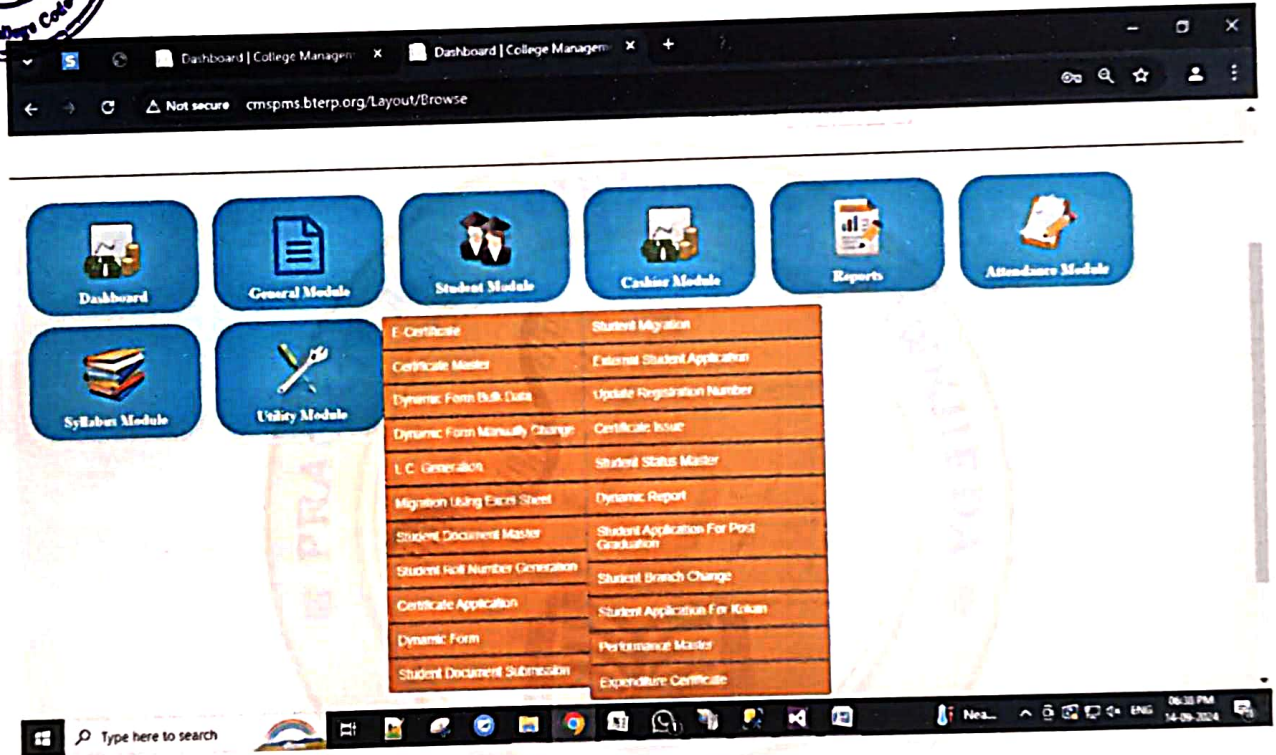 College Code
Dashboard | College Managem × Dashboard | College Managem × +
Not secure cmspms.bterp.org/Layout/Browse
Dashboard
General Module
Student Module
Cashier Module
Reports
Attendance Module
Syllabus Module
Utility Module
E-Certificate
Certificate Master
Dynamic Form Bulk Data
Dynamic Form Manually Change
L.C. Generation
Migration Using Excel Sheet
Student Document Master
Student Roll Number Generation
Certificate Application
Dynamic Form
Student Document Submission
Student Migration
External Student Application
Update Registration Number
Certificate Issue
Student Status Master
Dynamic Report
Student Application For Post
Graduation
Student Branch Change
Student Application For Kokan
Performance Master
Expenditure Certificate
Type here to search
Nea... ENG
06:35 PM
14-09-2024